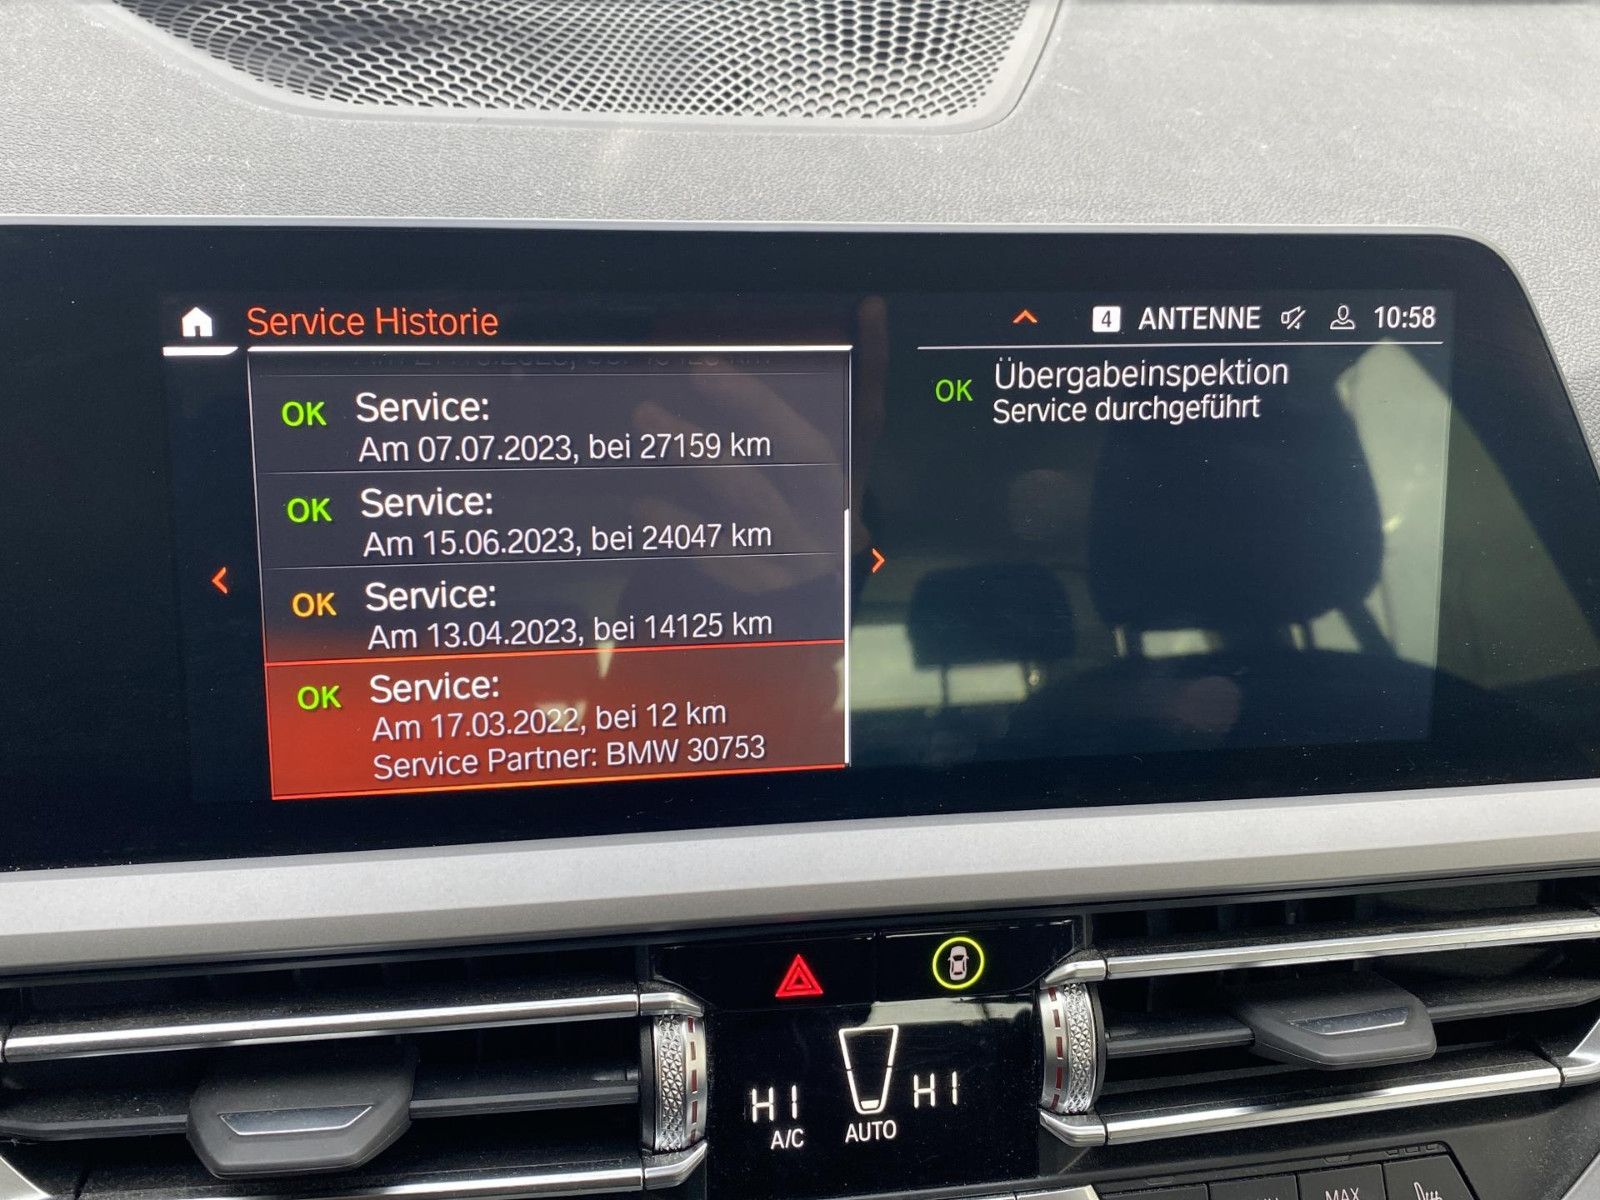 Service Historie
4 ANTENNE 10:58
OK Service:
Am 07.07.2023, bei 27159 km
OK Service:
Am 15.06.2023, bei 24047 km
OK Service:
Am 13.04.2023, bei 14125 km
OK Service:
Am 17.03.2022, bei 12 km
Service Partner: BMW 30753
OK Übergabeinspektion
Service durchgeführt
HI HI
A/C AUTO
MAX